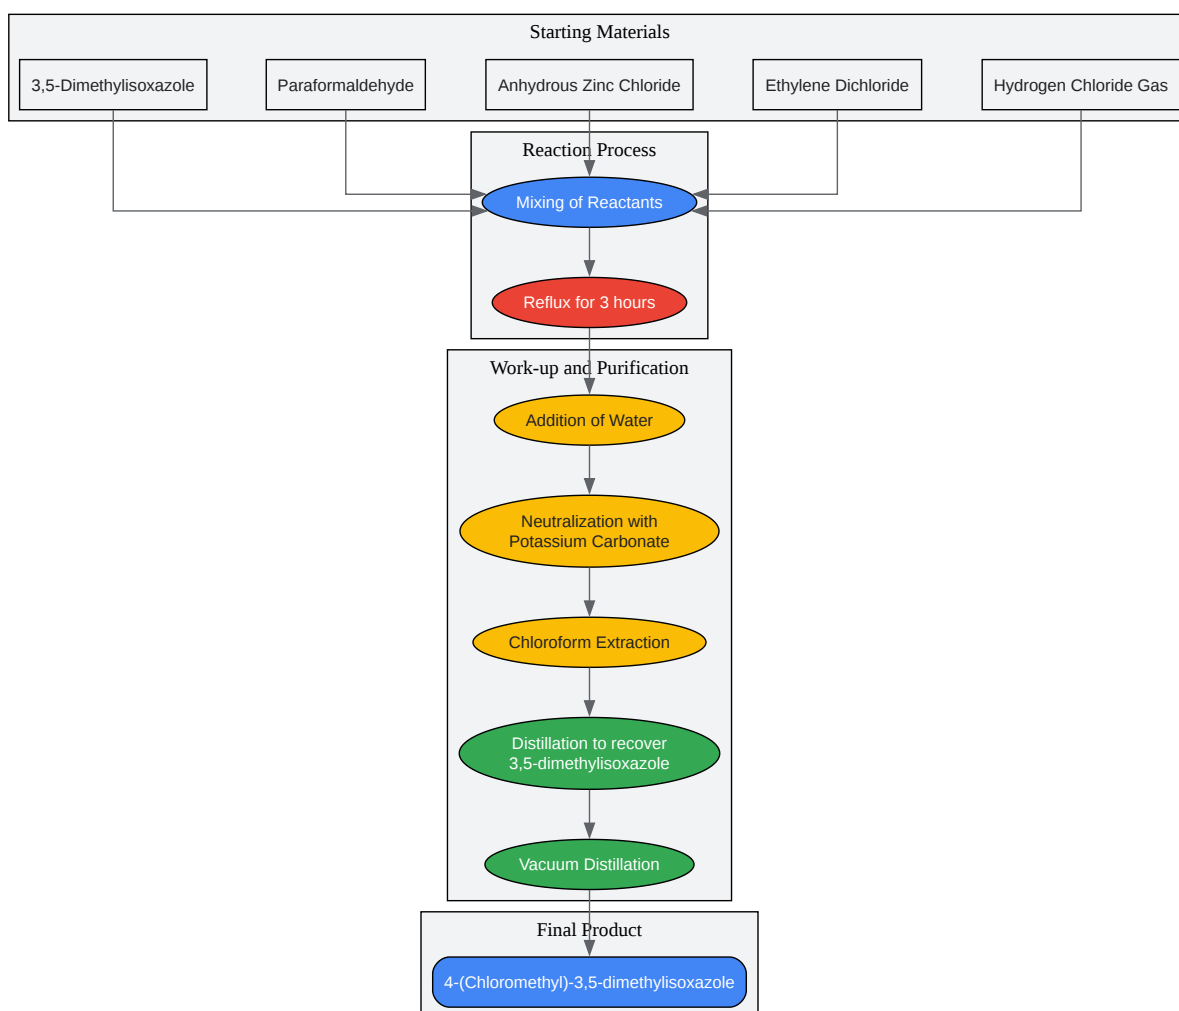 Starting Materials
3,5-Dimethylisoxazole
Paraformaldehyde
Anhydrous Zinc Chloride
Ethylene Dichloride
Hydrogen Chloride Gas
Reaction Process
Mixing of Reactants
Reflux for 3 hours
Work-up and Purification
Addition of Water
Neutralization with
Potassium Carbonate
Chloroform Extraction
Distillation to recover
3,5-dimethylisoxazole
Vacuum Distillation
Final Product
4-(Chloromethyl)-3,5-dimethylisoxazole